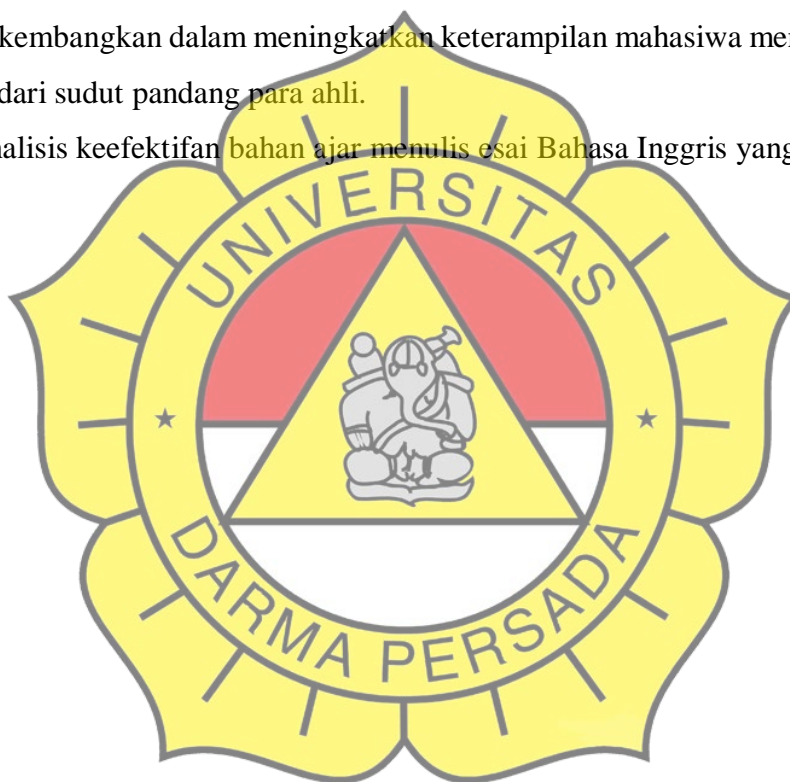 kembangkan dalam meningkatkan keterampilan mahasiwa me
dari sudut pandang para ahli.
alisis keefektifan bahan ajar menulis esai Bahasa Inggris yang
UNIVERSITAS
DARMA PERSADA